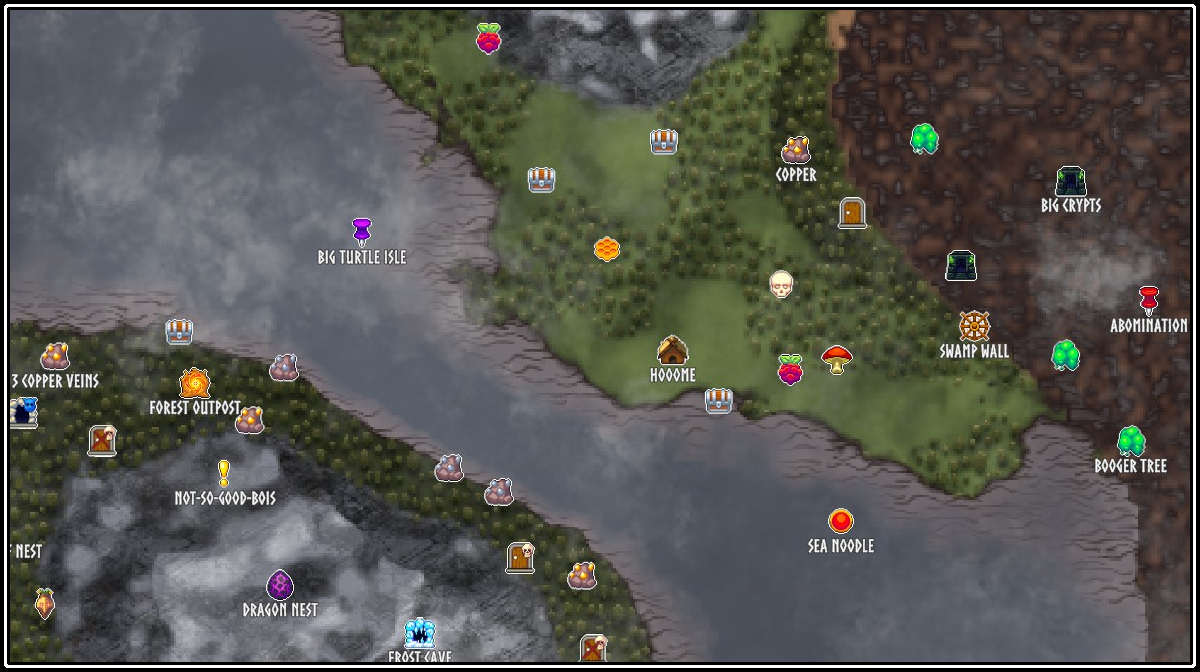 COPPER
BIG CRYPTS
BIG TURTLE ISLE
ABOMINATION
SWAMP WALL
3 COPPER VEINS
HOOOME
FOREST OUTPOST
BOOGER TREE
NOT-SO-GOOD-BOIS
SEA NOODLE
NEST
DRAGON NEST
FROST CAVE